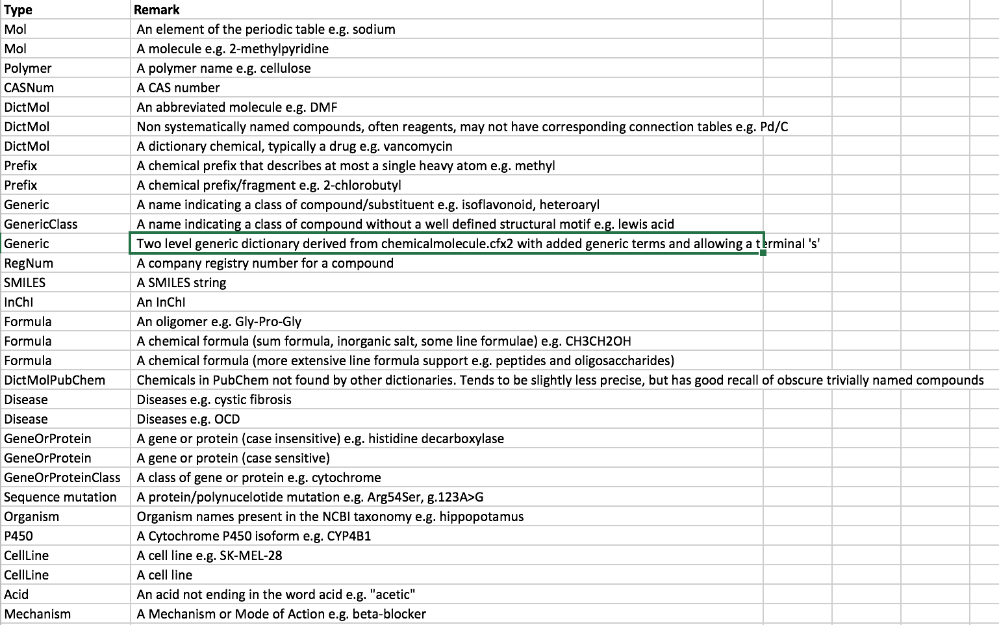 Type Remark
Mol An element of the periodic table e.g. sodium
Mol A molecule e.g. 2-methylpyridine
Polymer A polymer name e.g. cellulose
CASNum A CAS number
DictMol An abbreviated molecule e.g. DMF
DictMol Non systematically named compounds, often reagents, may not have corresponding connection tables e.g. Pd/C
DictMol A dictionary chemical, typically a drug e.g. vancomycin
Prefix A chemical prefix that describes at most a single heavy atom e.g. methyl
Prefix A chemical prefix/fragment e.g. 2-chlorobutyl
Generic A name indicating a class of compound/substituent e.g. isoflavonoid, heteroaryl
GenericClass A name indicating a class of compound without a well defined structural motif e.g. lewis acid
Generic Two level generic dictionary derived from chemicalmolecule.cfx2 with added generic terms and allowing a terminal 's'
RegNum A company registry number for a compound
SMILES A SMILES string
InChI An InChI
Formula An oligomer e.g. Gly-Pro-Gly
Formula A chemical formula (sum formula, inorganic salt, some line formulae) e.g. CH3CH2OH
Formula A chemical formula (more extensive line formula support e.g. peptides and oligosaccharides)
DictMolPubChem Chemicals in PubChem not found by other dictionaries. Tends to be slightly less precise, but has good recall of obscure trivially named compounds
Disease Diseases e.g. cystic fibrosis
Disease Diseases e.g. OCD
GeneOrProtein A gene or protein (case insensitive) e.g. histidine decarboxylase
GeneOrProtein A gene or protein (case sensitive)
GeneOrProteinClass A class of gene or protein e.g. cytochrome
Sequence mutation A protein/polynucelotide mutation e.g. Arg54Ser, g.123A>G
Organism Organism names present in the NCBI taxonomy e.g. hippopotamus
P450 A Cytochrome P450 isoform e.g. CYP4B1
CellLine A cell line e.g. SK-MEL-28
CellLine A cell line
Acid An acid not ending in the word acid e.g. "acetic"
Mechanism A Mechanism or Mode of Action e.g. beta-blocker